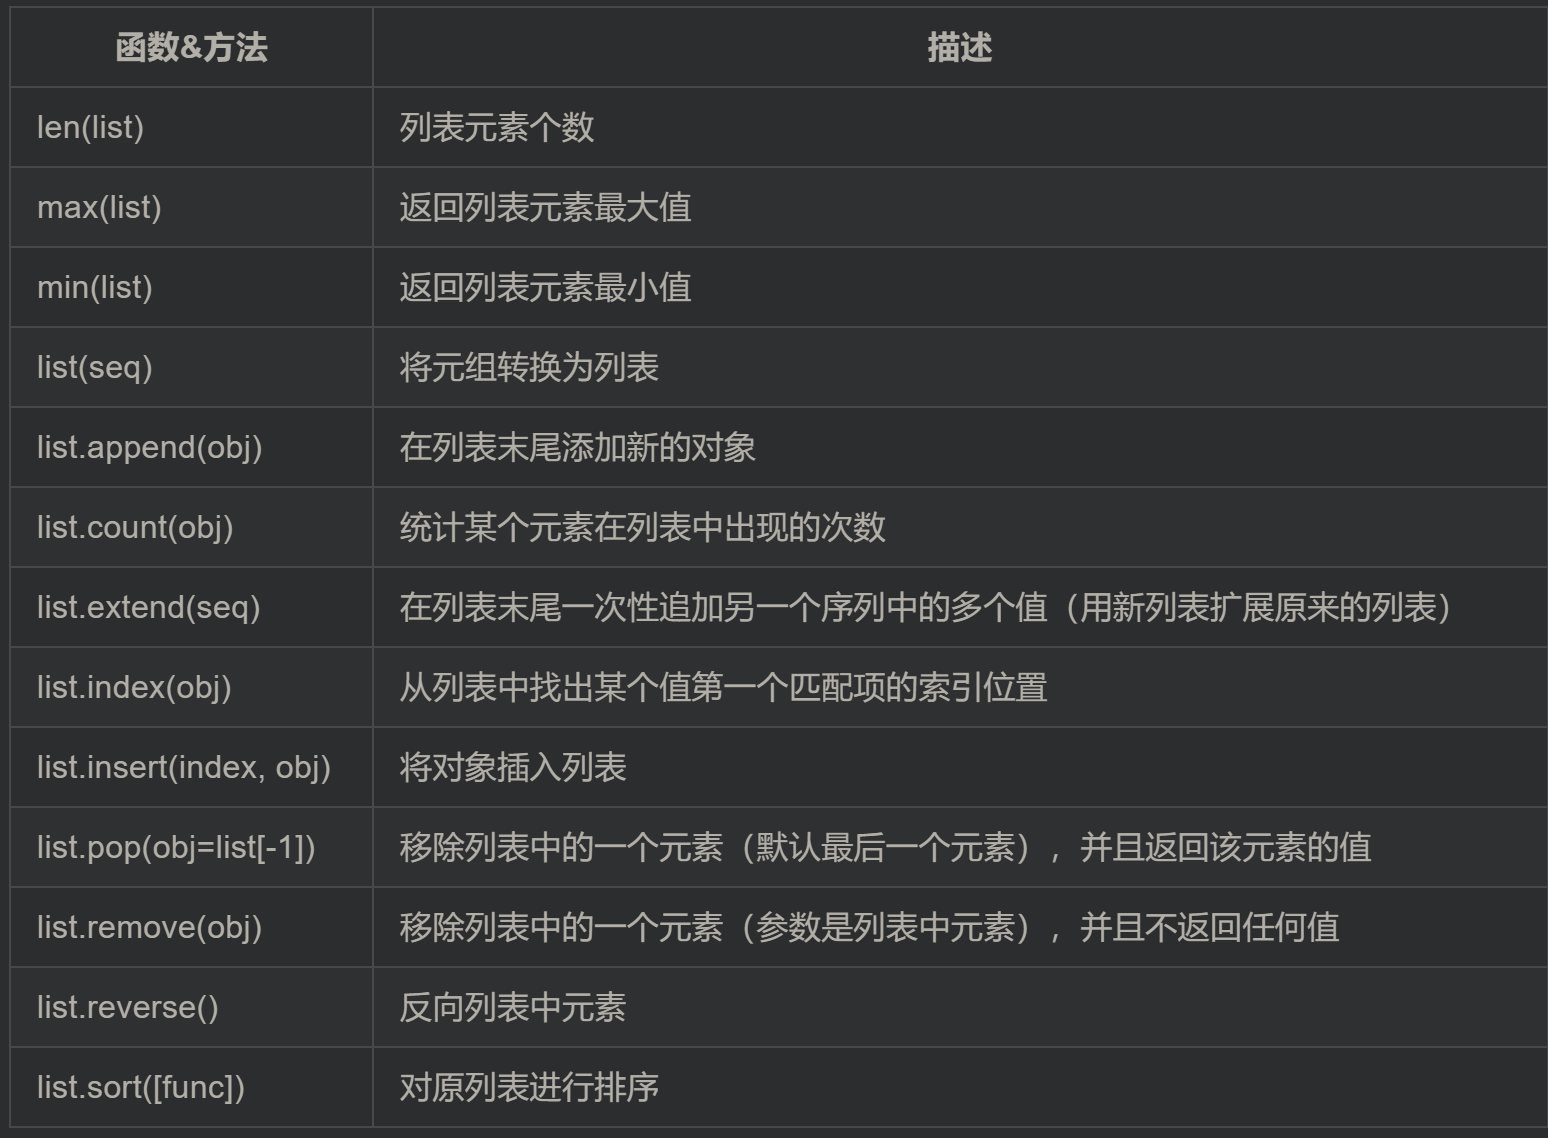 函数&方法 描述
len(list) 列表元素个数
max(list) 返回列表元素最大值
min(list) 返回列表元素最小值
list(seq) 将元组转换为列表
list.append(obj) 在列表末尾添加新的对象
list.count(obj) 统计某个元素在列表中出现的次数
list.extend(seq) 在列表末尾一次性追加另一个序列中的多个值（用新列表扩展原来的列表）
list.index(obj) 从列表中找出某个值第一个匹配项的索引位置
list.insert(index, obj) 将对象插入列表
list.pop(obj=list[-1]) 移除列表中的一个元素（默认最后一个元素），并且返回该元素的值
list.remove(obj) 移除列表中的一个元素（参数是列表中元素），并且不返回任何值
list.reverse() 反向列表中元素
list.sort([func]) 对原列表进行排序